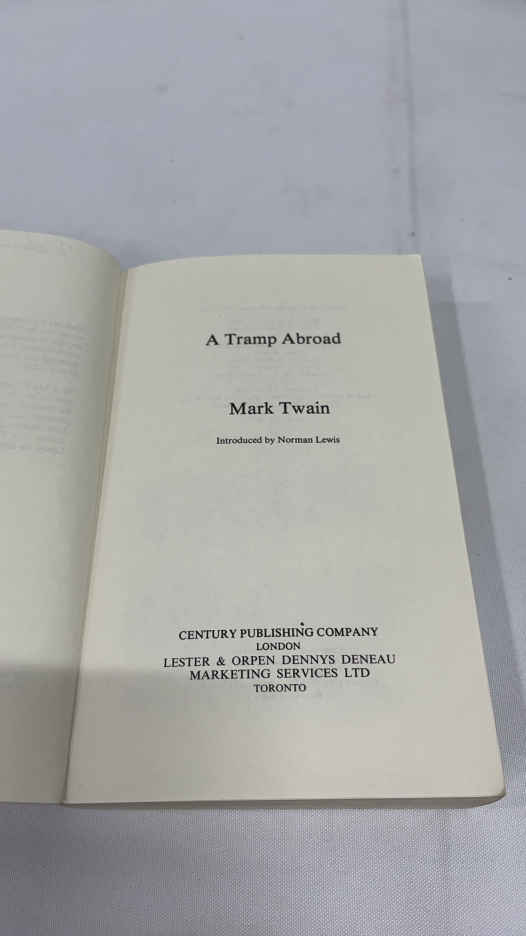 A Tramp Abroad
Mark Twain
Introduced by Norman Lewis
CENTURY PUBLISHING COMPANY
LONDON
LESTER & ORPEN DENNYS DENEAU
MARKETING SERVICES LTD
TORONTO